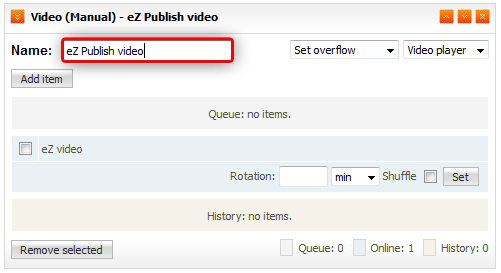 Video (Manual) - eZ Publish video
Name: eZ Publish video Set overflow Video player
Add item
Queue: no items.
eZ video
Rotation: min Shuffle Set
History: no items.
Remove selected Queue: 0 Online: 1 History: 0